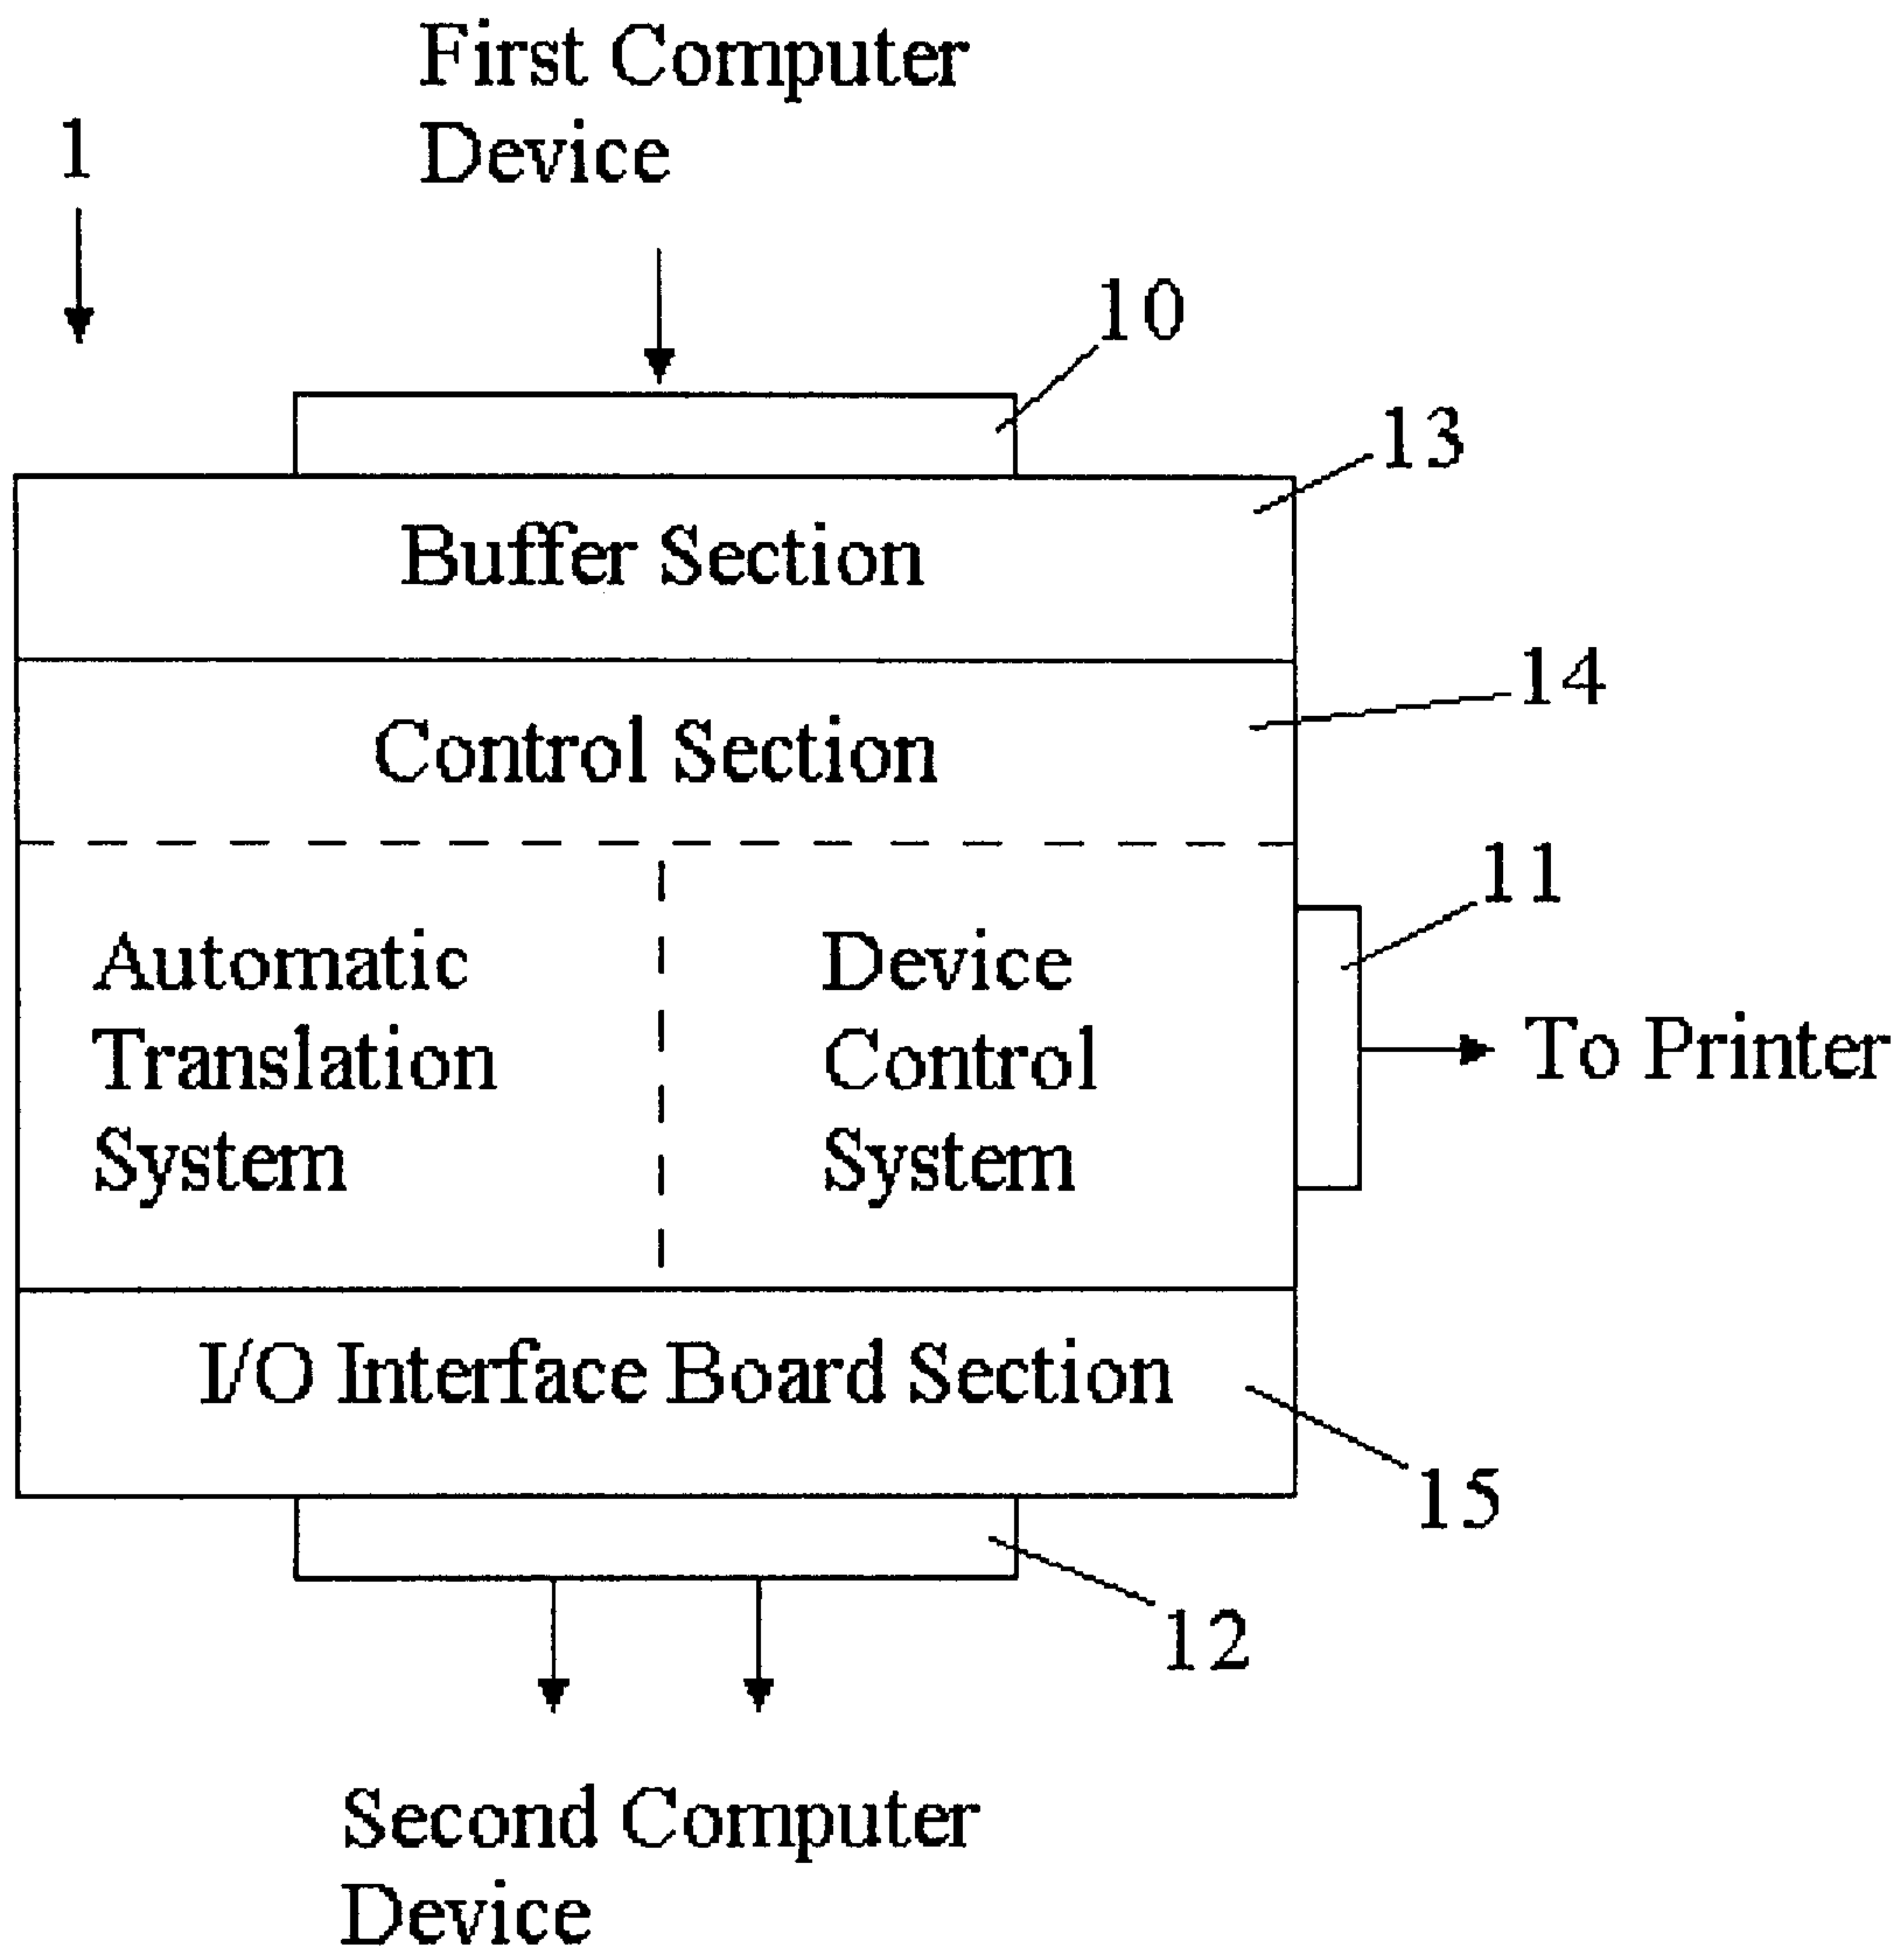 First Computer
Device
1
10
13
Buffer Section
14
Control Section
11
Automatic
Translation
System
Device
Control
System
To Printer
I/O Interface Board Section
15
12
Second Computer
Device